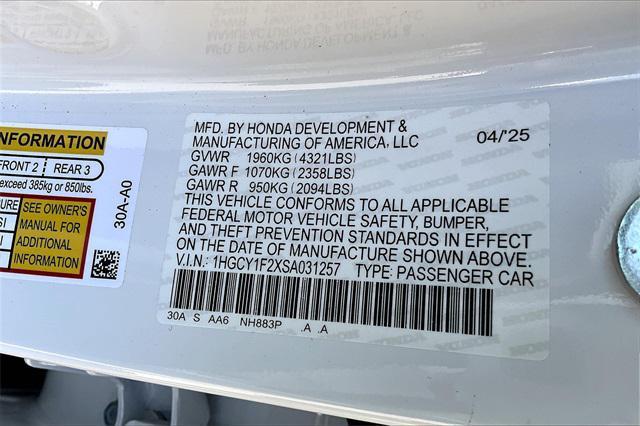 MFD. BY HONDA DEVELOPMENT &
MANUFACTURING OF AMERICA, LLC 04/'25
GVWR 1960KG (4321LBS)
GAWR F 1070KG (2358LBS)
GAWR R 950KG (2094LBS)
THIS VEHICLE CONFORMS TO ALL APPLICABLE
FEDERAL MOTOR VEHICLE SAFETY, BUMPER,
AND THEFT PREVENTION STANDARDS IN EFFECT
ON THE DATE OF MANUFACTURE SHOWN ABOVE.
V.I.N.: 1HGCY1F2XSA031257 TYPE: PASSENGER CAR
30A S AA6 NH883P .A .A
INFORMATION
FRONT 2 REAR 3
exceed 385kg or 850lbs.
SEE OWNER'S
MANUAL FOR
ADDITIONAL
INFORMATION
30A-A0